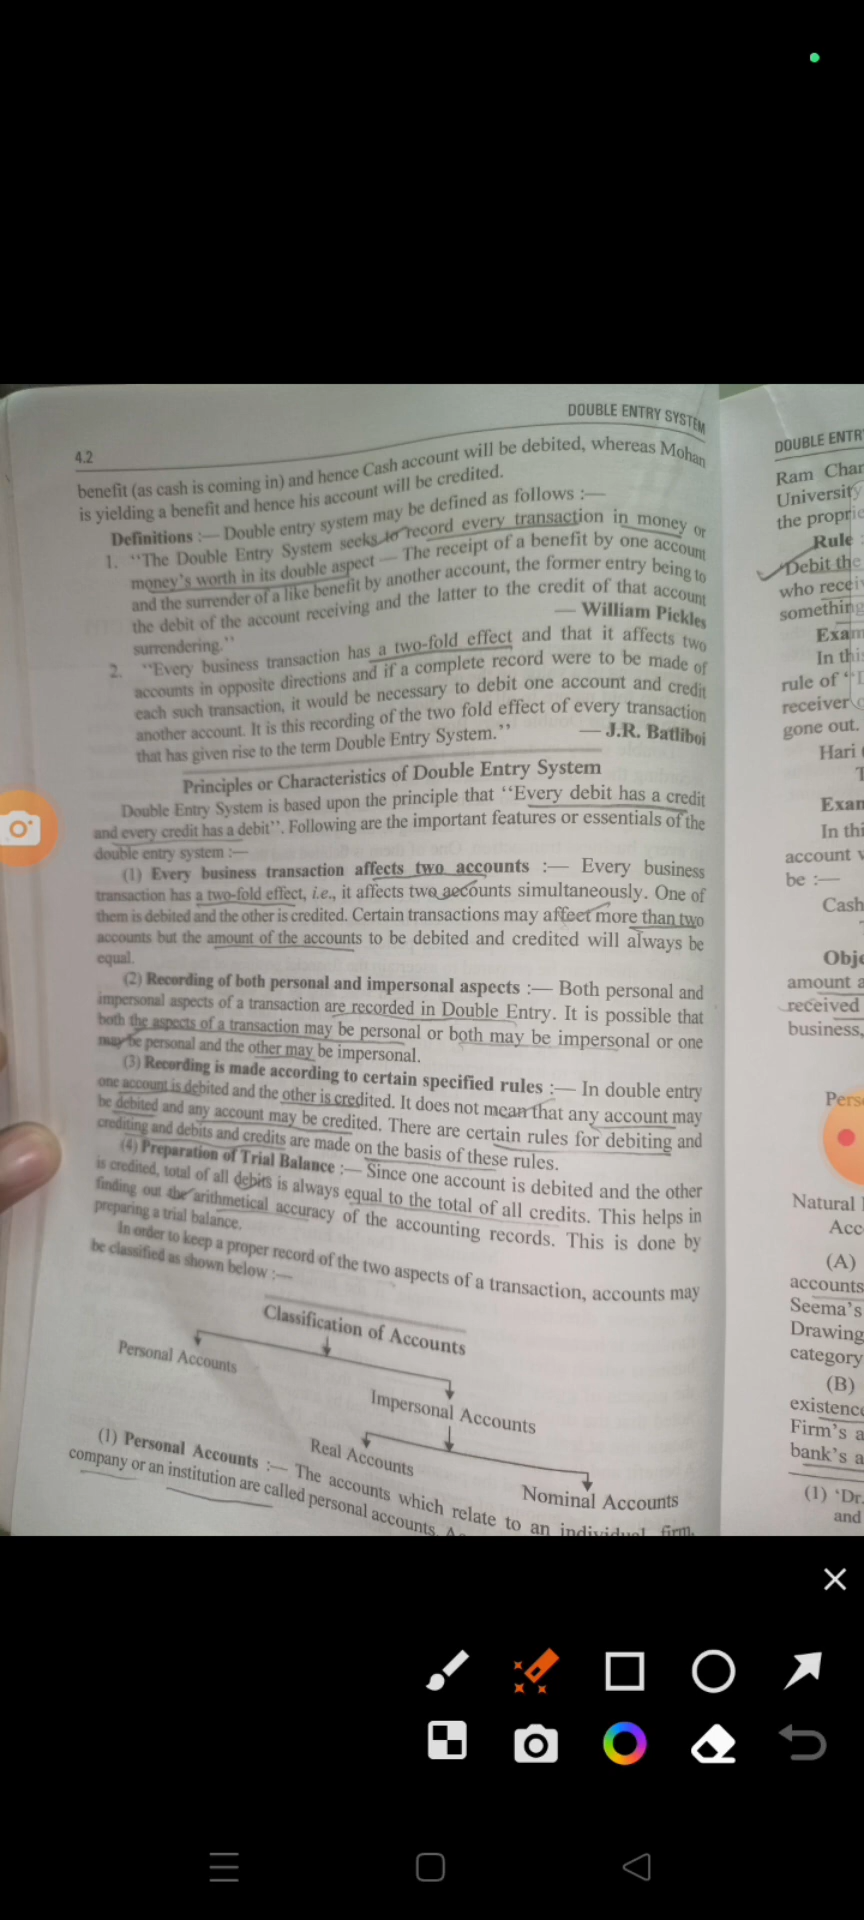 DOUBLE ENTRY SYSTEM
4.2
benefit (as cash is coming in) and hence Cash account will be debited, whereas Mohan
is yielding a benefit and hence his account will be credited.
Definitions :— Double entry system may be defined as follows :—
1. "The Double Entry System seeks to record every transaction in money or
money's worth in its double aspect — The receipt of a benefit by one account
and the surrender of a like benefit by another account, the former entry being to
the debit of the account receiving and the latter to the credit of that account
surrendering."
— William Pickles
2. "Every business transaction has a two-fold effect and that it affects two
accounts in opposite directions and if a complete record were to be made of
each such transaction, it would be necessary to debit one account and credit
another account. It is this recording of the two fold effect of every transaction
that has given rise to the term Double Entry System."
— J.R. Batliboi
Principles or Characteristics of Double Entry System
Double Entry System is based upon the principle that "Every debit has a credit
and every credit has a debit". Following are the important features or essentials of the
double entry system :—
(1) Every business transaction affects two accounts :— Every business
transaction has a two-fold effect, i.e., it affects two accounts simultaneously. One of
them is debited and the other is credited. Certain transactions may affect more than two
accounts but the amount of the accounts to be debited and credited will always be
equal.
(2) Recording of both personal and impersonal aspects :— Both personal and
impersonal aspects of a transaction are recorded in Double Entry. It is possible that
both the aspects of a transaction may be personal or both may be impersonal or one
may be personal and the other may be impersonal.
(3) Recording is made according to certain specified rules :— In double entry
one account is debited and the other is credited. It does not mean that any account may
be debited and any account may be credited. There are certain rules for debiting and
crediting and debits and credits are made on the basis of these rules.
(4) Preparation of Trial Balance :— Since one account is debited and the other
is credited, total of all debits is always equal to the total of all credits. This helps in
finding out the arithmetical accuracy of the accounting records. This is done by
preparing a trial balance.
In order to keep a proper record of the two aspects of a transaction, accounts may
be classified as shown below :—
Classification of Accounts
Personal Accounts
Impersonal Accounts
Real Accounts
Nominal Accounts
(1) Personal Accounts :— The accounts which relate to an individual, firm,
company or an institution are called personal accounts.
DOUBLE ENTR
Ram Char
University
the proprie
Rule :
Debit the
who recei
something
Exam
In thi
rule of "
receiver
gone out.
Hari
Exan
In thi
account
be :—
Cash
Obje
amount a
received
business,
Pers
Natural
Acc
(A)
accounts
Seema's
Drawing
category
(B)
existence
Firm's a
bank's a
(1) 'Dr.
and